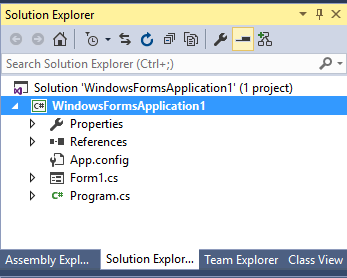 Solution Explorer
Search Solution Explorer (Ctrl+;)
Solution 'WindowsFormsApplication1' (1 project)
C# WindowsFormsApplication1
Properties
References
App.config
Form1.cs
C# Program.cs
Assembly Expl... Solution Explor... Team Explorer Class View